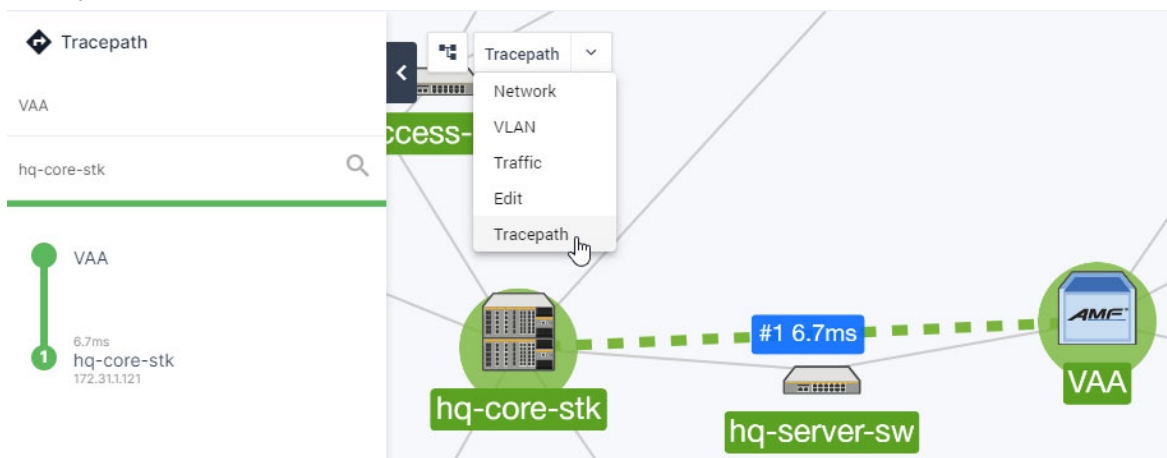 Tracepath
VAA
hq-core-stk
VAA
6.7ms
1
hq-core-stk
172.31.1.121
Tracepath
Network
VLAN
Traffic
Edit
Tracepath
ccess-
#1 6.7ms
AMF
hq-core-stk
VAA
hq-server-sw